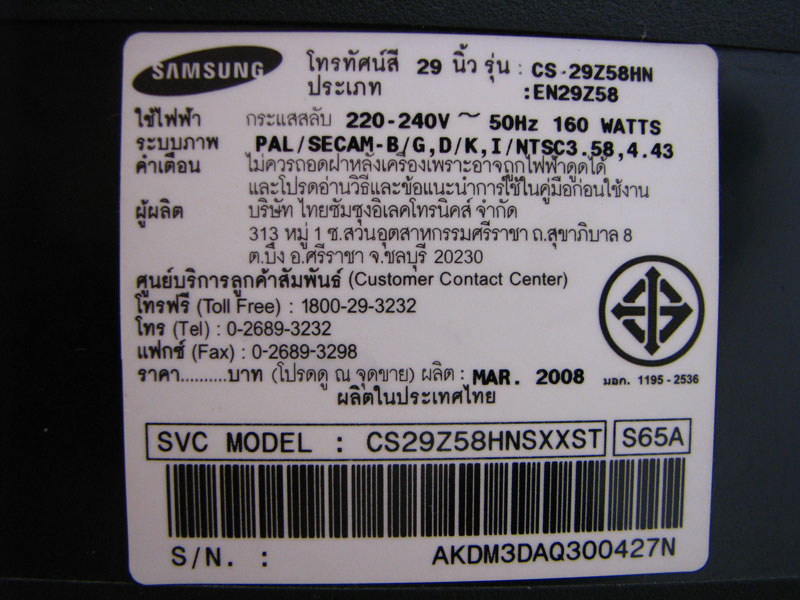 SAMSUNG
โทรทัศน์สี 29 นิ้ว รุ่น : CS-29Z58HN
ประเภท :EN29Z58
ใช้ไฟฟ้า กระแสสลับ 220-240V ~ 50Hz 160 WATTS
ระบบภาพ PAL/SECAM-B/G,D/K,I/NTSC3.58,4.43
คำเตือน ไม่ควรถอดฝาหลังเครื่องเพราะอาจถูกไฟฟ้าดูดได้
และโปรดอ่านวิธีและข้อแนะนำการใช้ในคู่มือก่อนใช้งาน
ผู้ผลิต บริษัท ไทยซัมซุงอิเลคโทรนิคส์ จำกัด
313 หมู่ 1 ซ.สวนอุตสาหกรรมศรีราชา ถ.สุขาภิบาล 8
ต.บึง อ.ศรีราชา จ.ชลบุรี 20230
ศูนย์บริการลูกค้าสัมพันธ์ (Customer Contact Center)
โทรฟรี (Toll Free) : 1800-29-3232
โทร (Tel) : 0-2689-3232
แฟกซ์ (Fax) : 0-2689-3298
ราคา..........บาท (โปรดดู ณ จุดขาย) ผลิต : MAR. 2008
มอก. 1195-2536
ผลิตในประเทศไทย
SVC MODEL : CS29Z58HNSXXST S65A
S/N. : AKDM3DAQ300427N